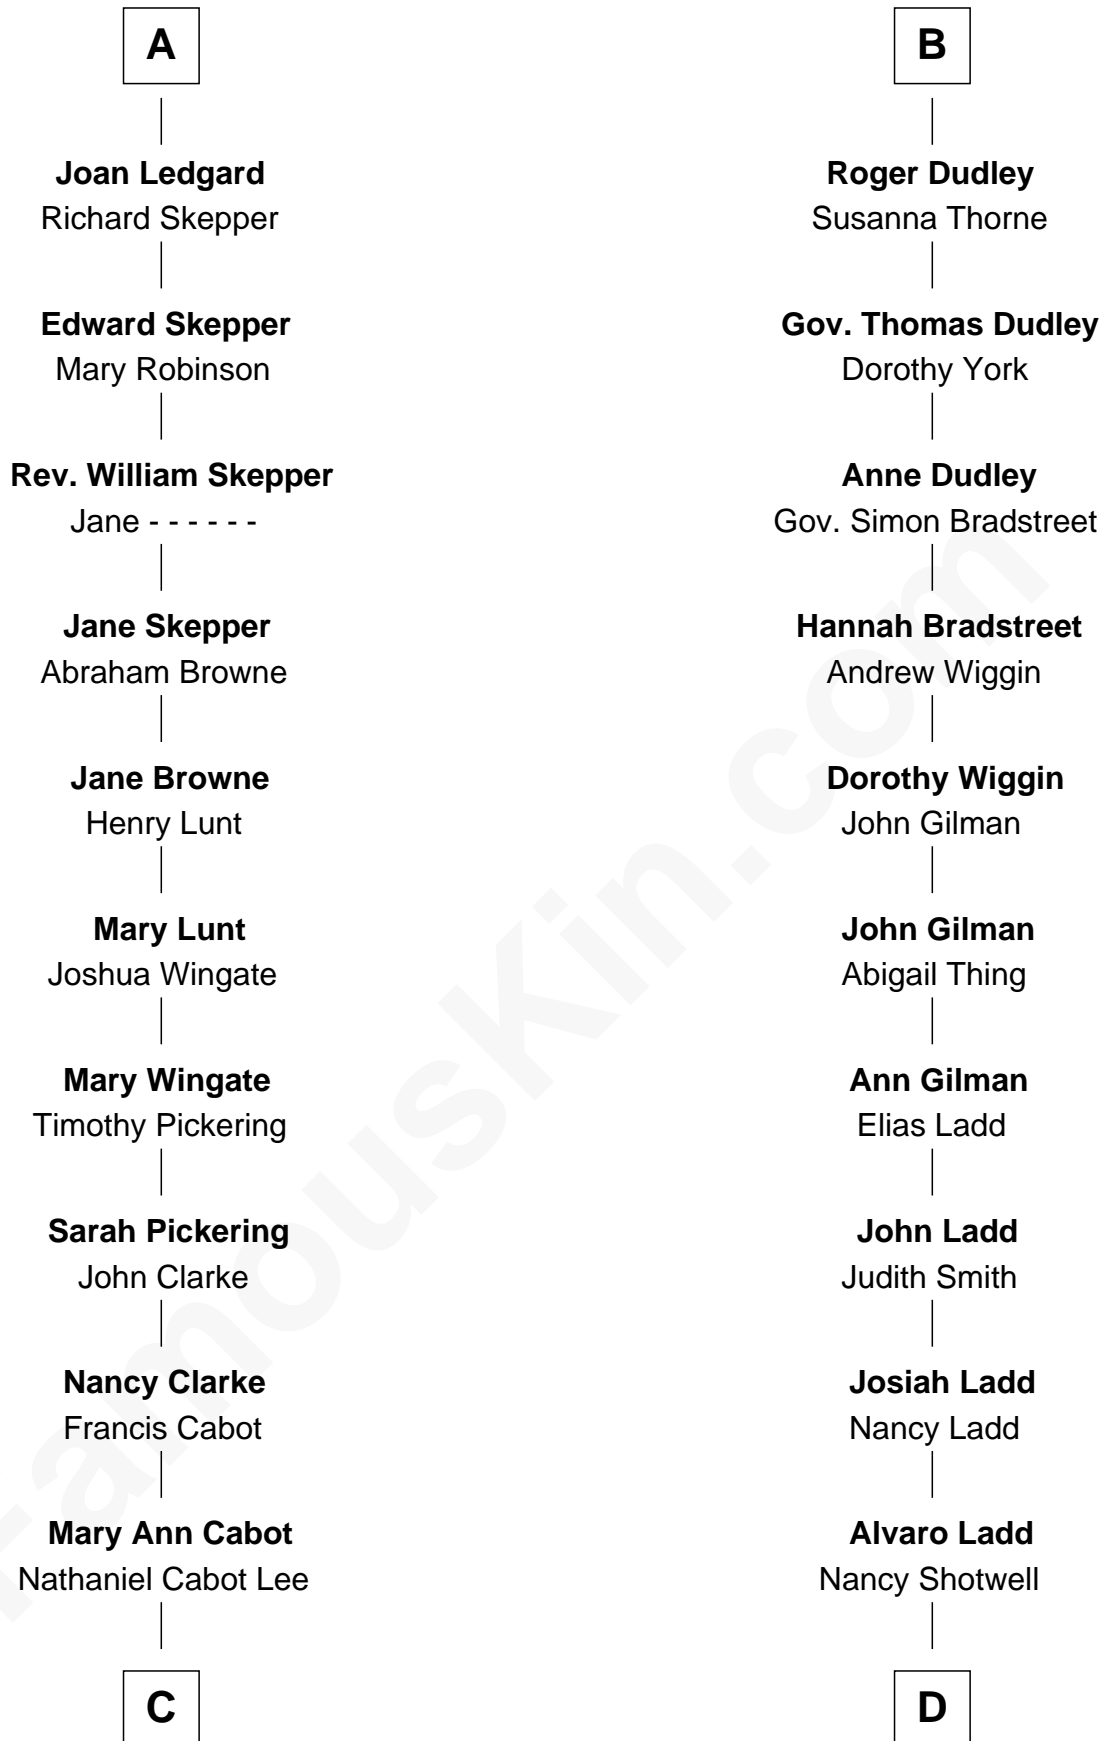 A
Joan Ledgard
Richard Skepper
Edward Skepper
Mary Robinson
Rev. William Skepper
Jane - - - - - -
Jane Skepper
Abraham Browne
Jane Browne
Henry Lunt
Mary Lunt
Joshua Wingate
Mary Wingate
Timothy Pickering
Sarah Pickering
John Clarke
Nancy Clarke
Francis Cabot
Mary Ann Cabot
Nathaniel Cabot Lee
C
B
Roger Dudley
Susanna Thorne
Gov. Thomas Dudley
Dorothy York
Anne Dudley
Gov. Simon Bradstreet
Hannah Bradstreet
Andrew Wiggin
Dorothy Wiggin
John Gilman
John Gilman
Abigail Thing
Ann Gilman
Elias Ladd
John Ladd
Judith Smith
Josiah Ladd
Nancy Ladd
Alvaro Ladd
Nancy Shotwell
D
FamousKin.com